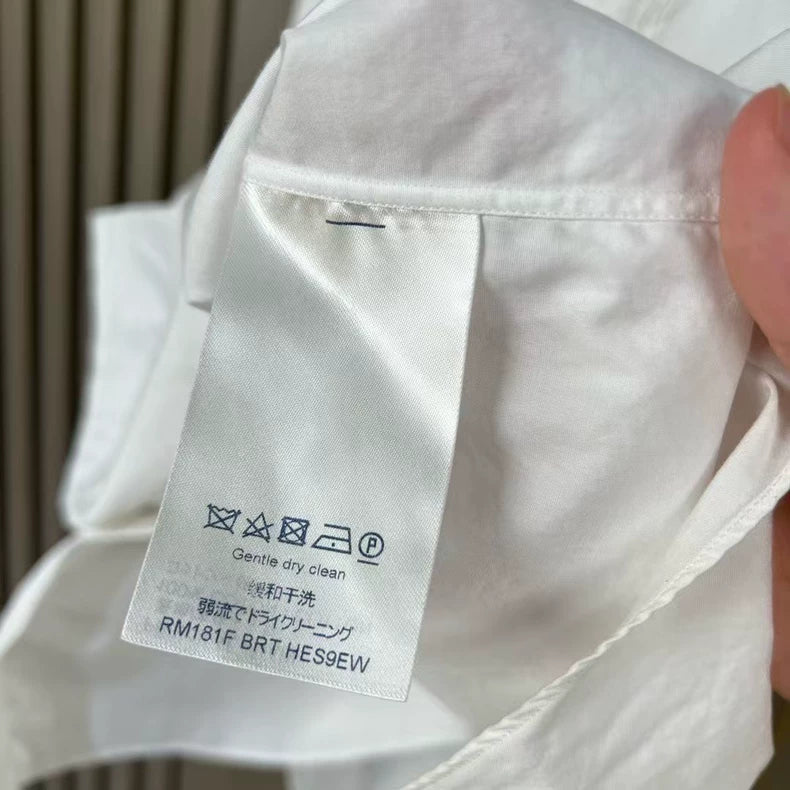 P
Gentle dry clean
缓和干洗
弱流でドライクリーニング
RM181F BRT HES9EW